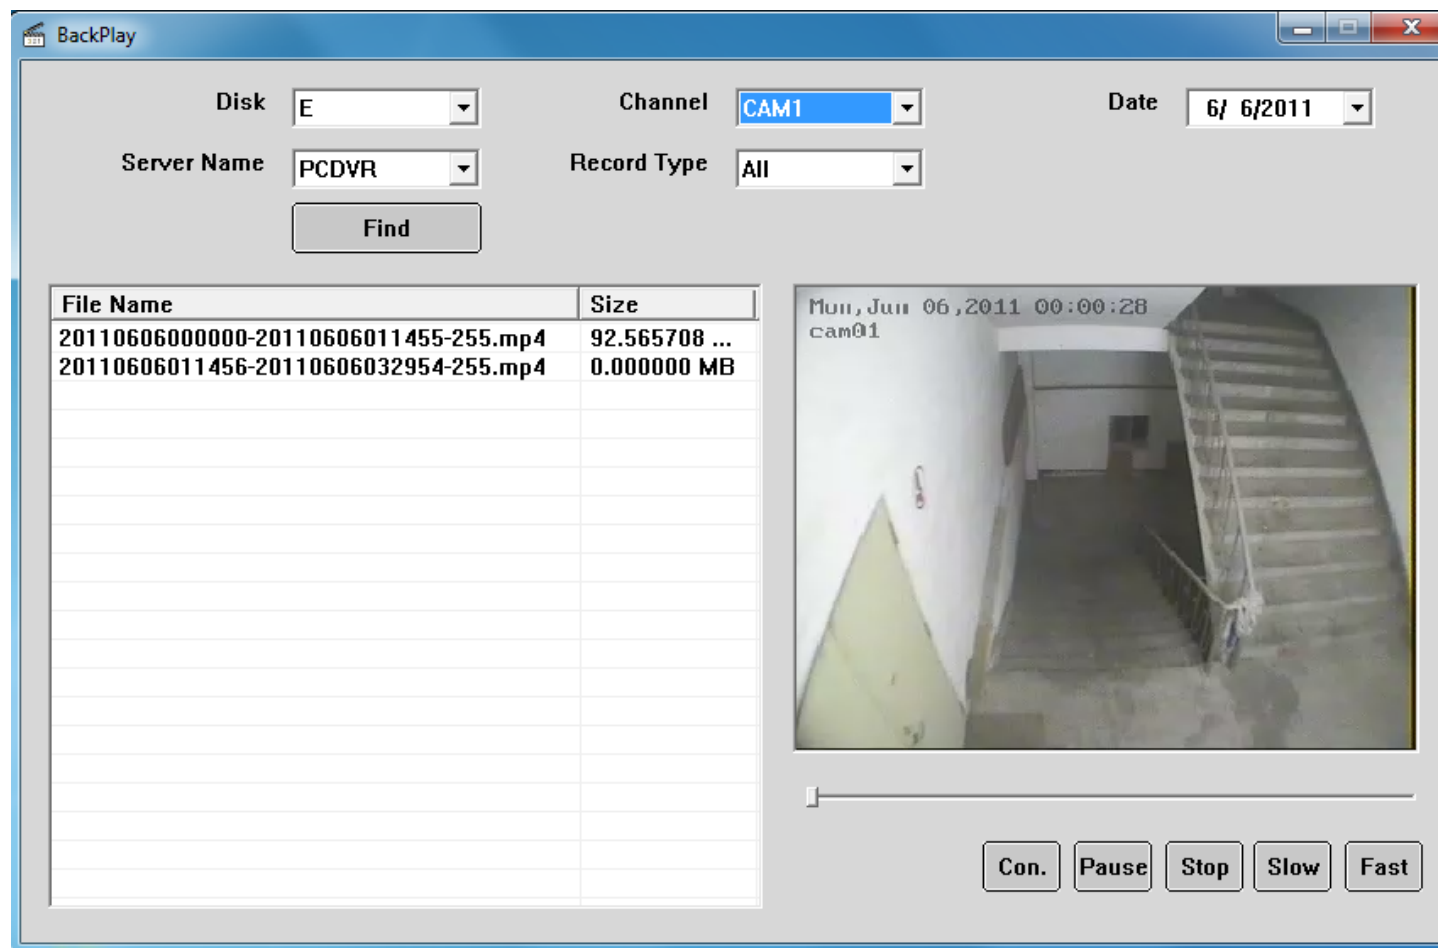 BackPlay
Disk E Channel CAM1 Date 6/ 6/2011
Server Name PCDVR Record Type All
Find
File Name Size
20110606000000-20110606011455-255.mp4 92.565708 ...
20110606011456-20110606032954-255.mp4 0.000000 MB
Mon,Jun 06,2011 00:00:28
cam01
Con. Pause Stop Slow Fast